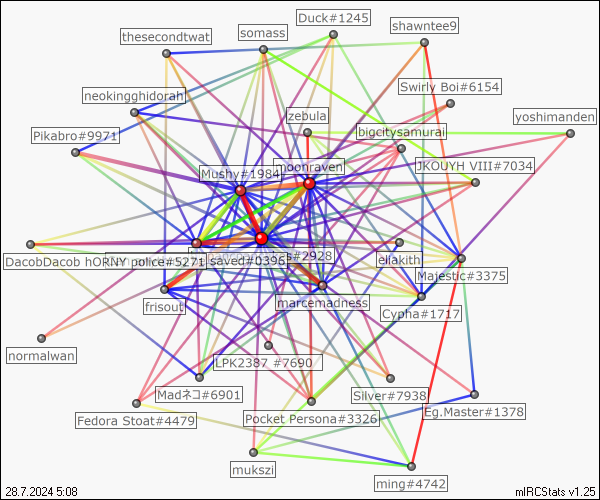 Duck#1245
shawntee9
thesecondtwat
somass
Swirly Boi#6154
neokingghidorah
zebula
yoshimanden
Pikabro#9971
bigcitysamurai
Mushy#1984
moonraven
JKOUYH VIII#7034
DacobDacob
hORNY police#5271
saved#0396
#2928
ellakith
Majestic#3375
frisout
marcemadness
Cypha#1717
normalwan
LPK2387_#7690
Madネコ#6901
Silver#7938
Fedora Stoat#4479
Pocket Persona#3326
Eg.Master#1378
mukszi
ming#4742
28.7.2024 5:08
mIRCStats v1.25